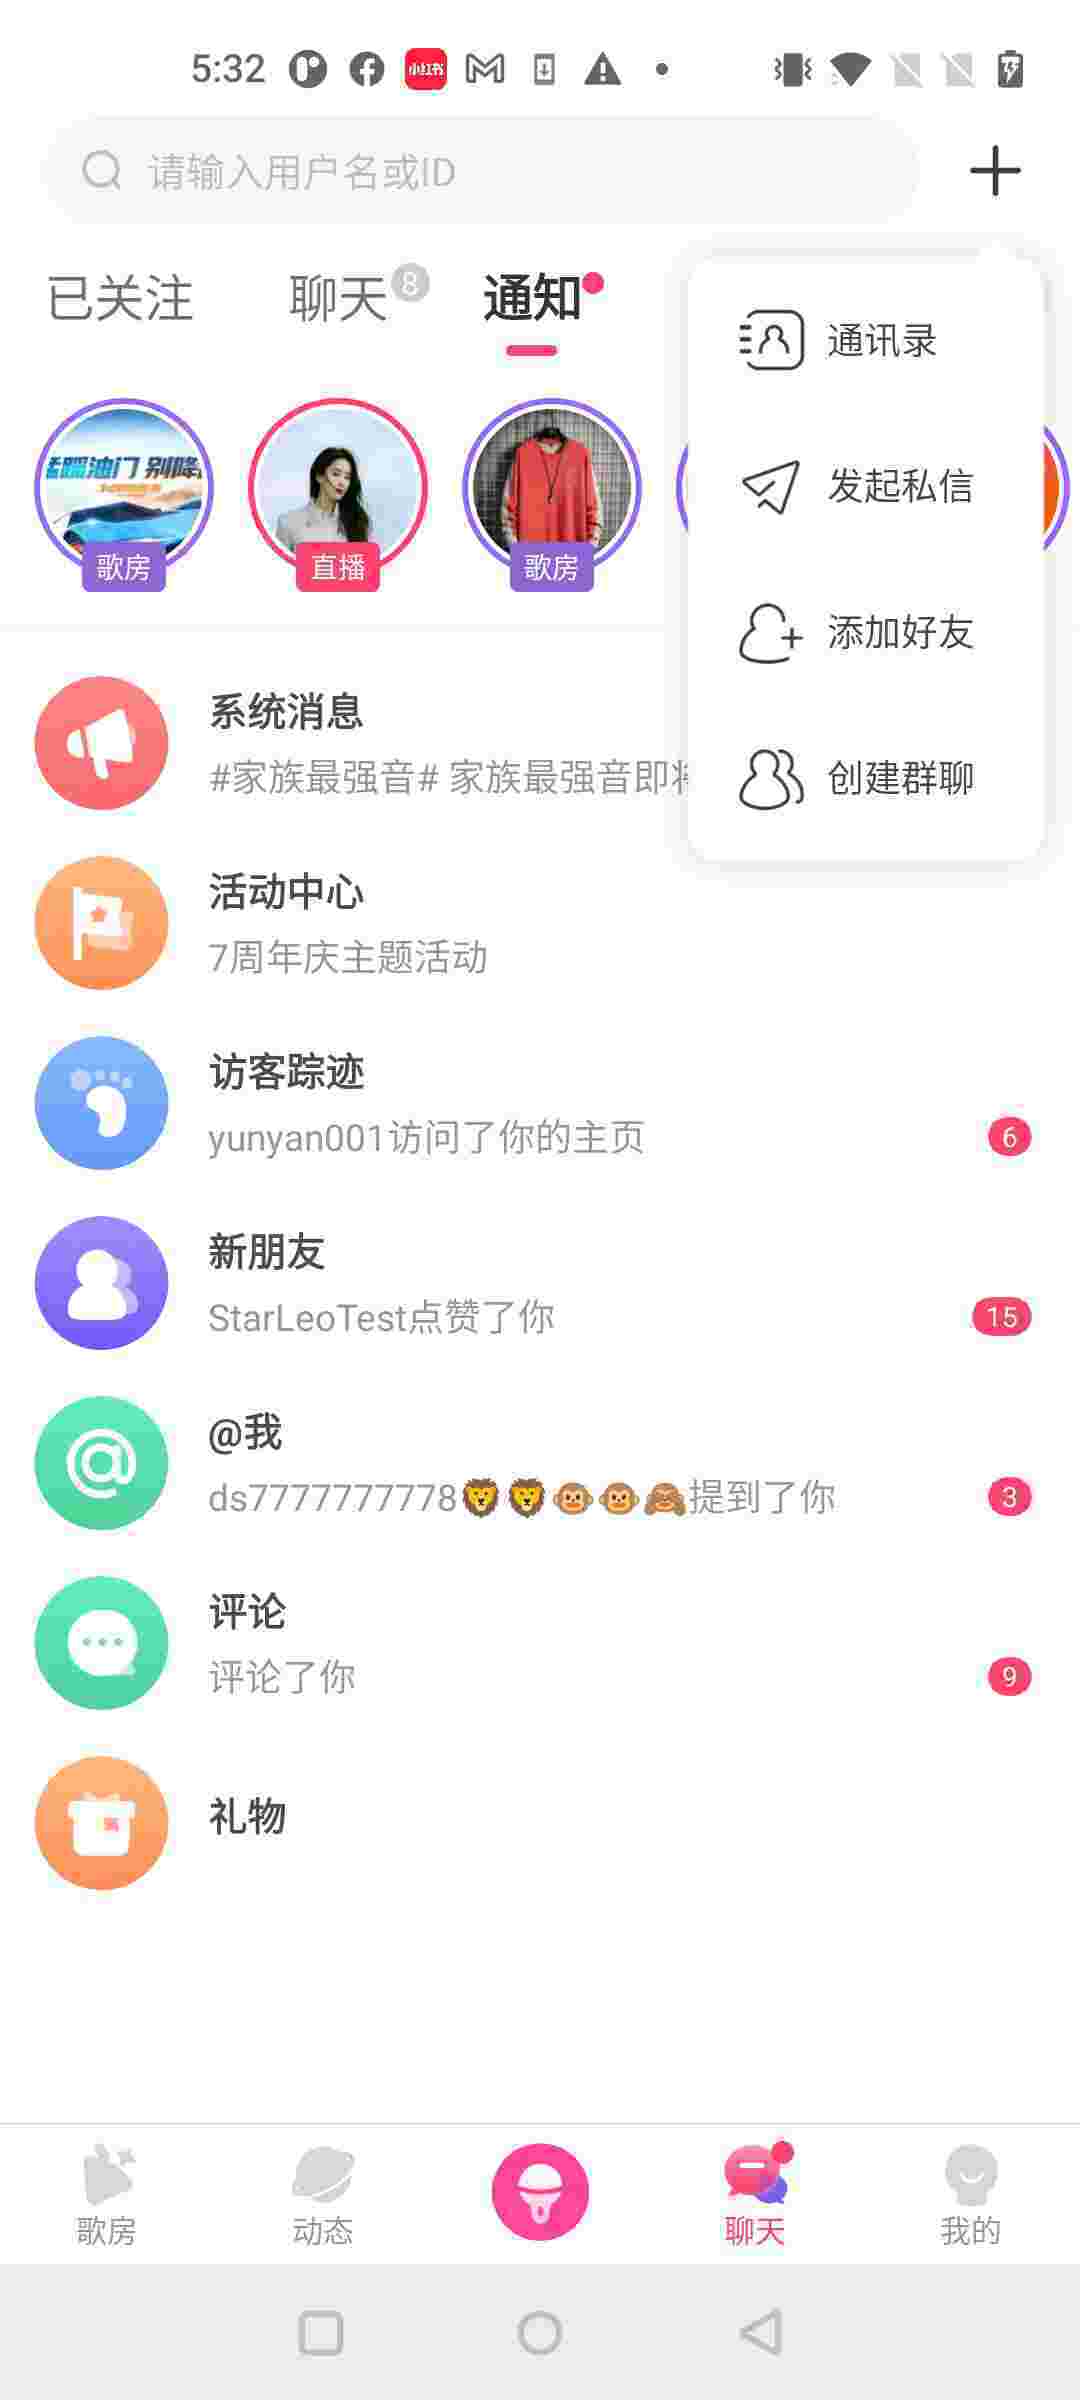 5:32
小红书
请输入用户名或ID
已关注
聊天
8
通知
通讯录
发起私信
添加好友
创建群聊
油门 别降
歌房
直播
歌房
系统消息
#家族最强音# 家族最强音即将
活动中心
7周年庆主题活动
访客踪迹
yunyan001访问了你的主页
6
新朋友
StarLeoTest点赞了你
15
@我
ds7777777778🦁🦁🐵🐵🙈提到了你
3
评论
评论了你
9
礼物
歌房
动态
聊天
我的